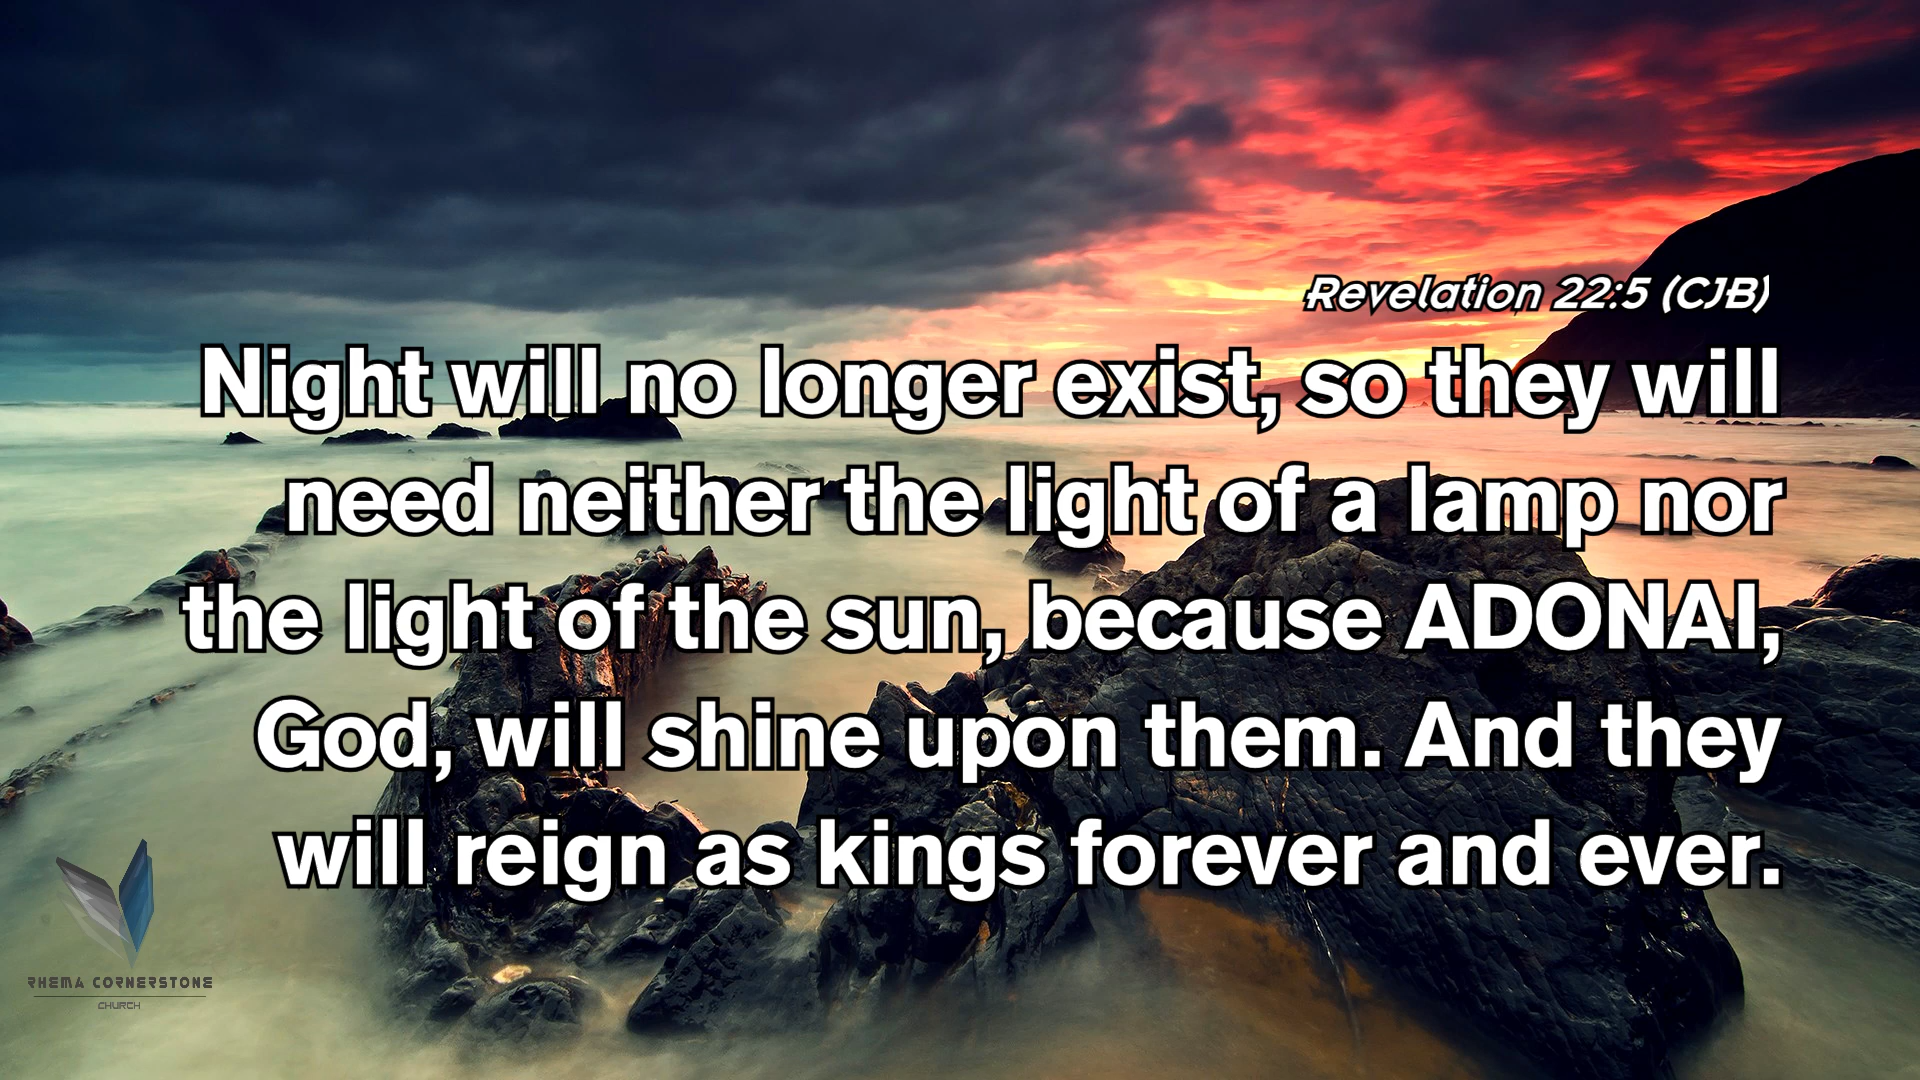 Revelation 22:5 (CJB)
Night will no longer exist, so they will
need neither the light of a lamp nor
the light of the sun, because ADONAI,
God, will shine upon them. And they
will reign as kings forever and ever.
RHEMA CORNERSTONE
CHURCH